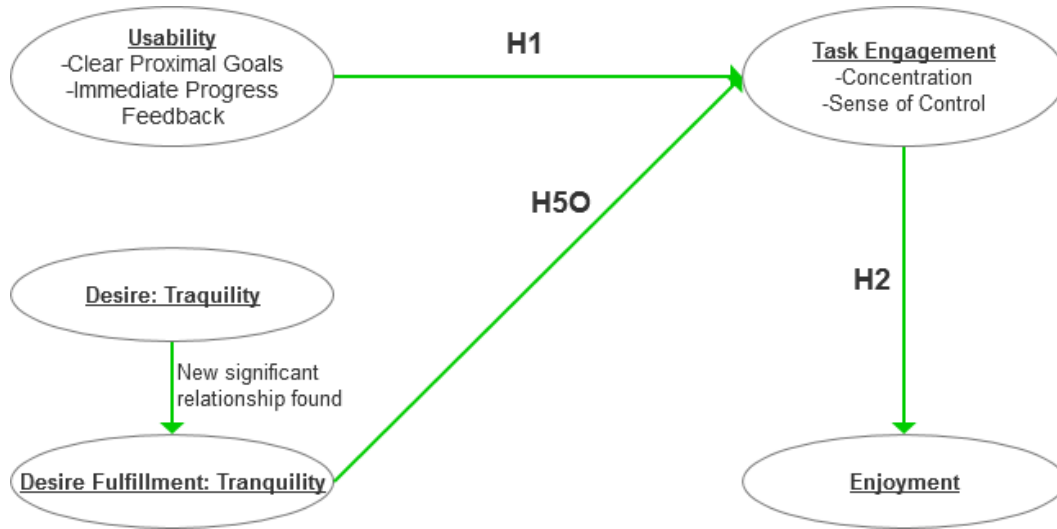 Usability
-Clear Proximal Goals
-Immediate Progress
Feedback
H1
Task Engagement
-Concentration
-Sense of Control
H5O
Desire: Traquility
H2
New significant
relationship found
Desire Fulfillment: Tranquility
Enjoyment